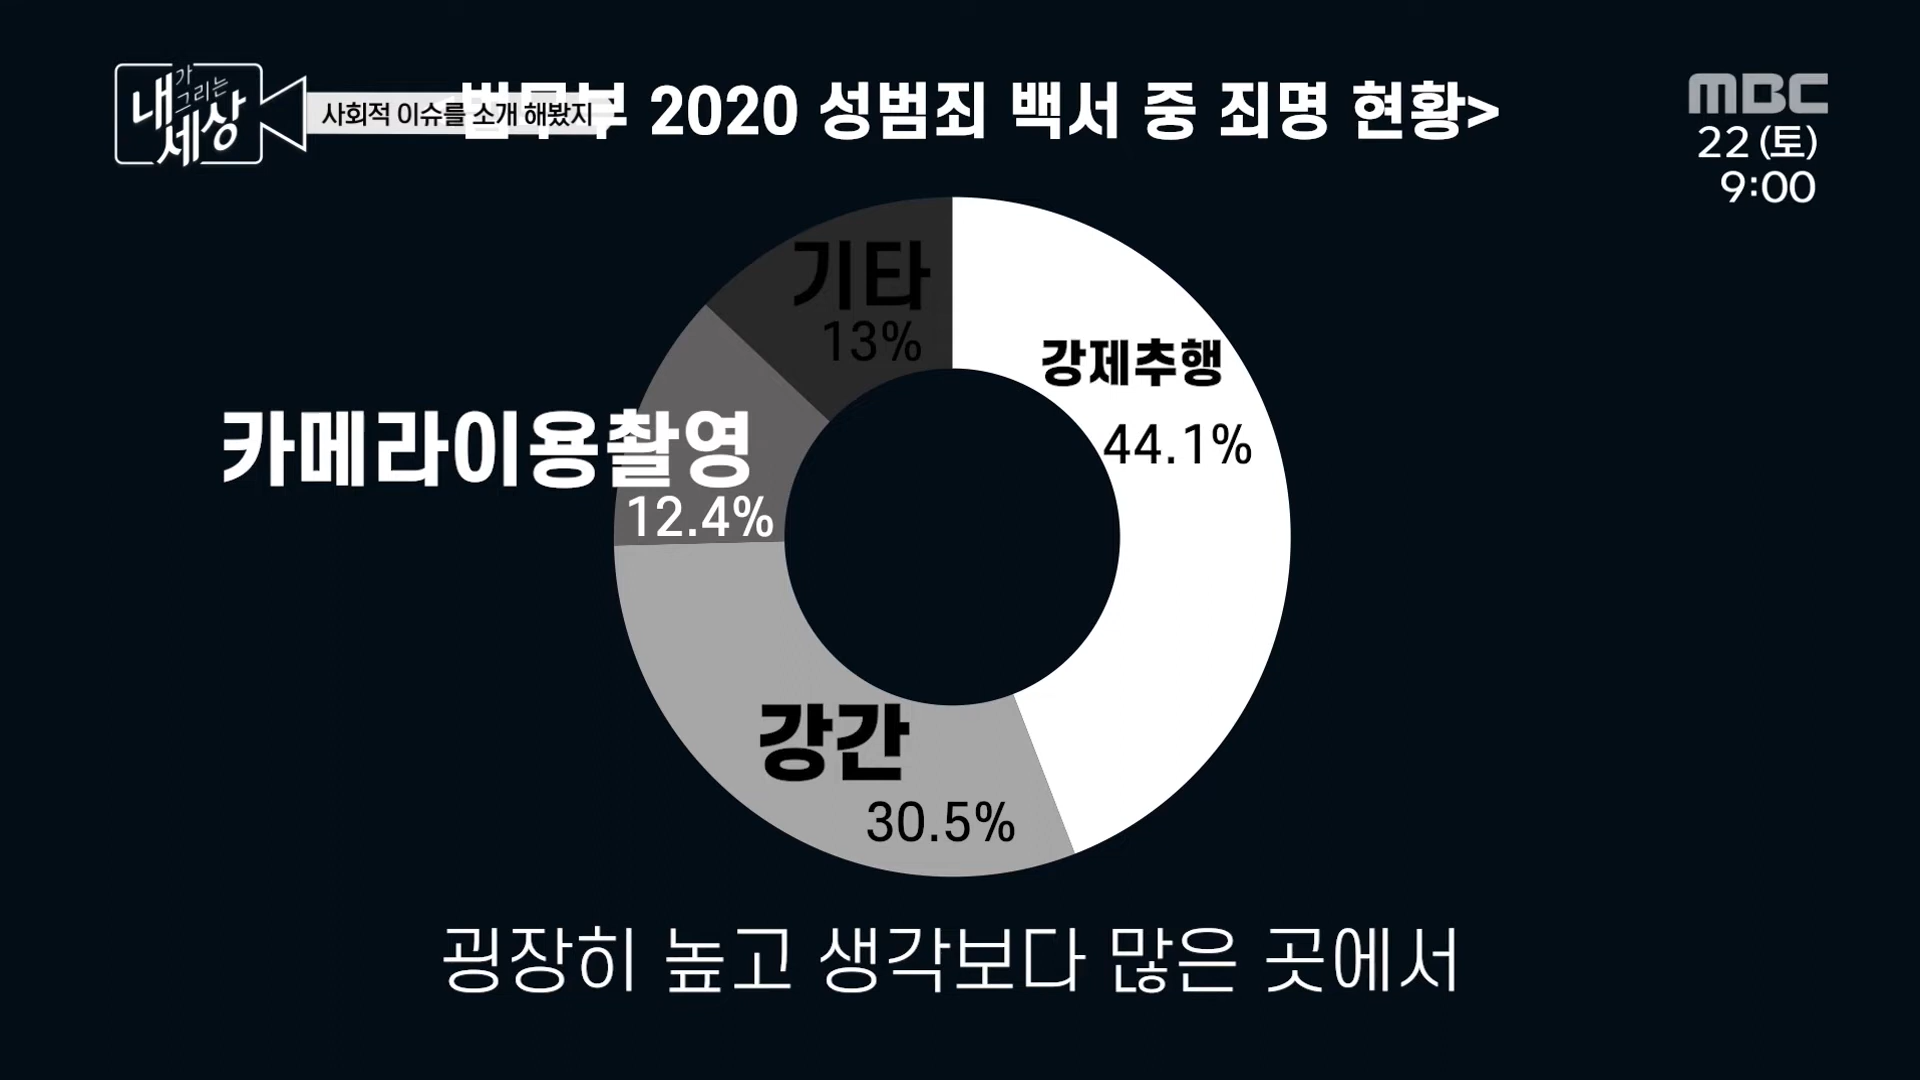 내가 그리는 세상
사회적 이슈를 소개 해봤지
2020 성범죄 백서 중 죄명 현황>
MBC
22 (토)
9:00
기타
13%
강제추행
44.1%
카메라이용촬영
12.4%
강간
30.5%
굉장히 높고 생각보다 많은 곳에서